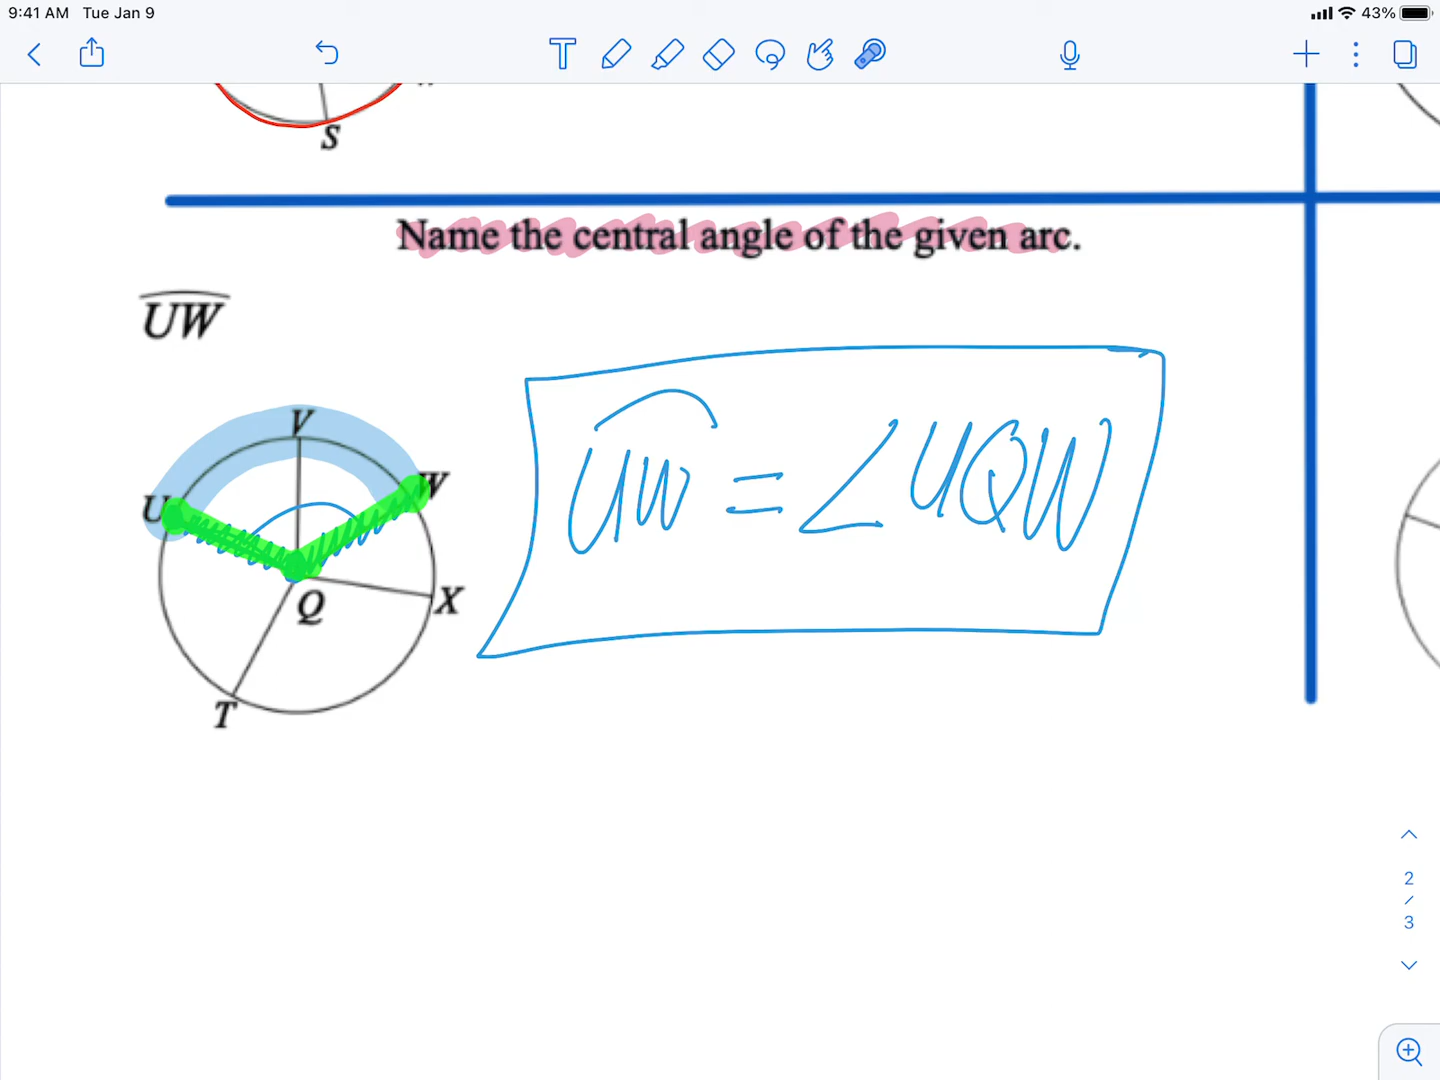 9:41 AM Tue Jan 9
43%
T
S
Name the central angle of the given arc.
UW
V
W
U
UW = ∠UQW
X
Q
T
2
/
3